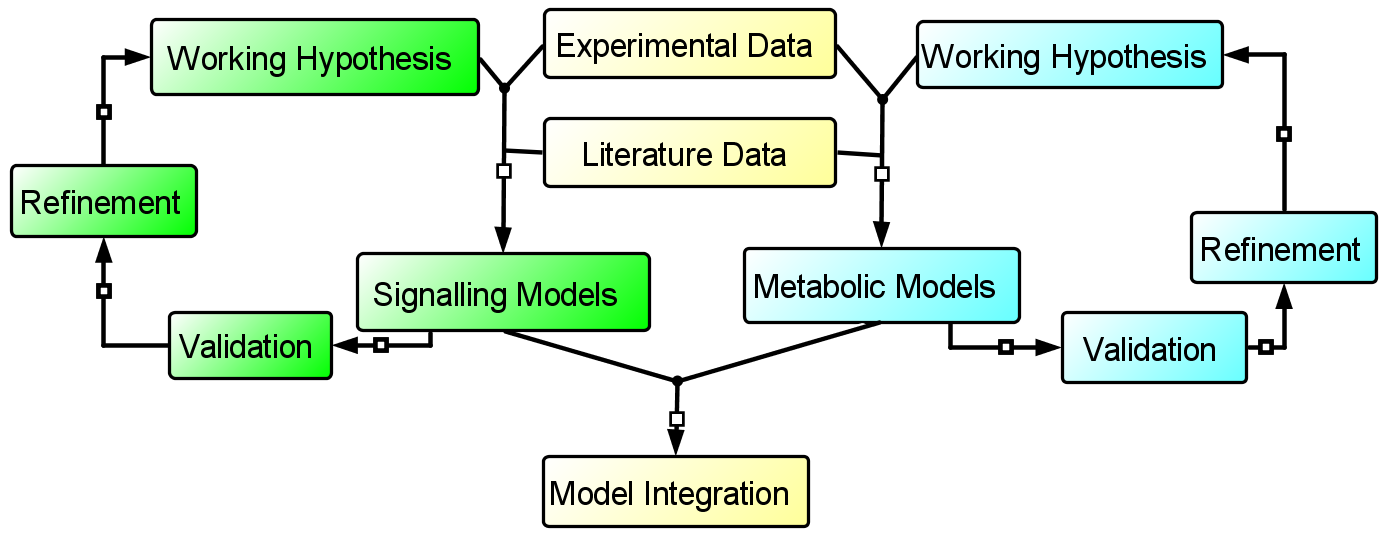 Working Hypothesis
Experimental Data
Working Hypothesis
Literature Data
Refinement
Refinement
Signalling Models
Metabolic Models
Validation
Validation
Model Integration